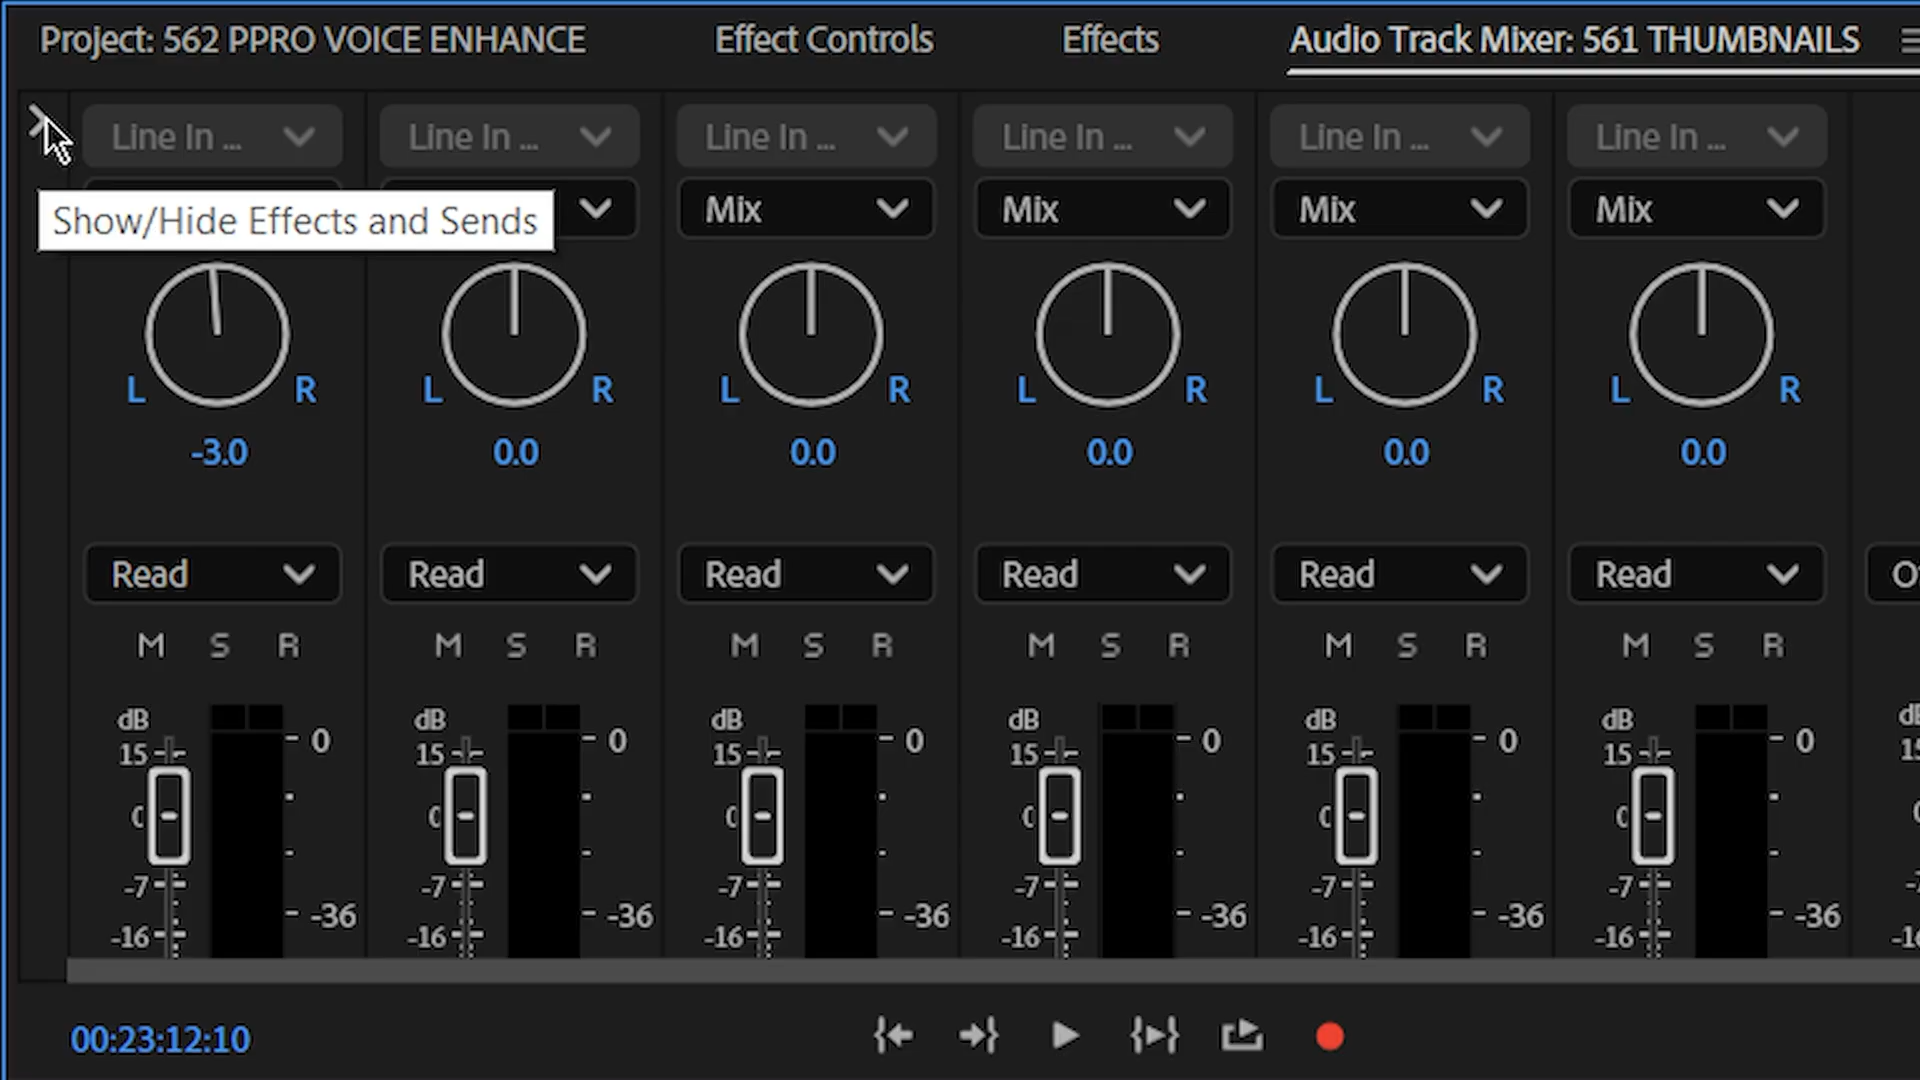 Project: 562 PPRO VOICE ENHANCE Effect Controls Effects Audio Track Mixer: 561 THUMBNAILS
Line In ... Line In ... Line In ... Line In ... Line In ... Line In ...
Show/Hide Effects and Sends Mix Mix Mix Mix
L R L R L R L R L R L R
-3.0 0.0 0.0 0.0 0.0 0.0
Read Read Read Read Read Read
M S R M S R M S R M S R M S R M S R
dB dB dB dB dB dB
0 0 0 0 0 0
15 15 15 15 15 15
0 0 0 0 0 0
-7 -7 -7 -7 -7 -7
-36 -36 -36 -36 -36 -36
-16 -16 -16 -16 -16 -16
00:23:12:10